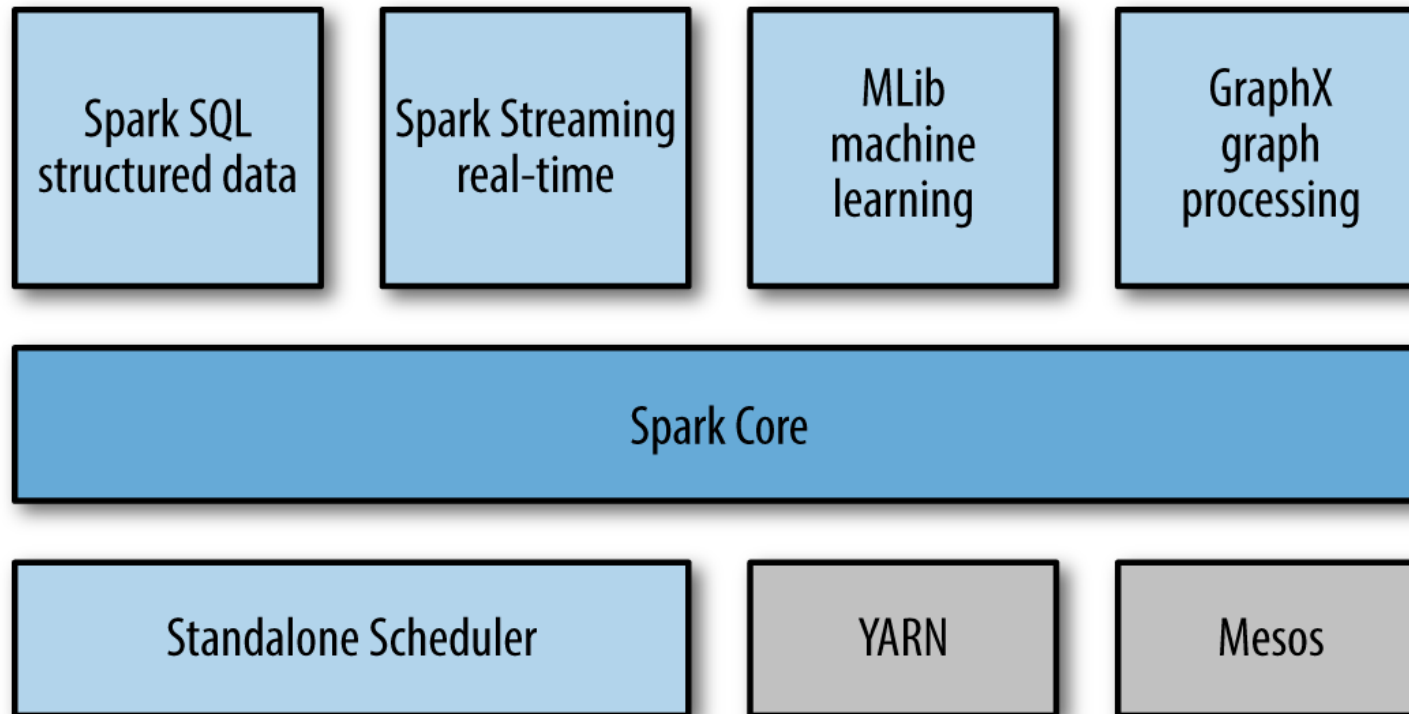 Spark SQL
structured data
Spark Streaming
real-time
MLib
machine
learning
GraphX
graph
processing
Spark Core
Standalone Scheduler
YARN
Mesos